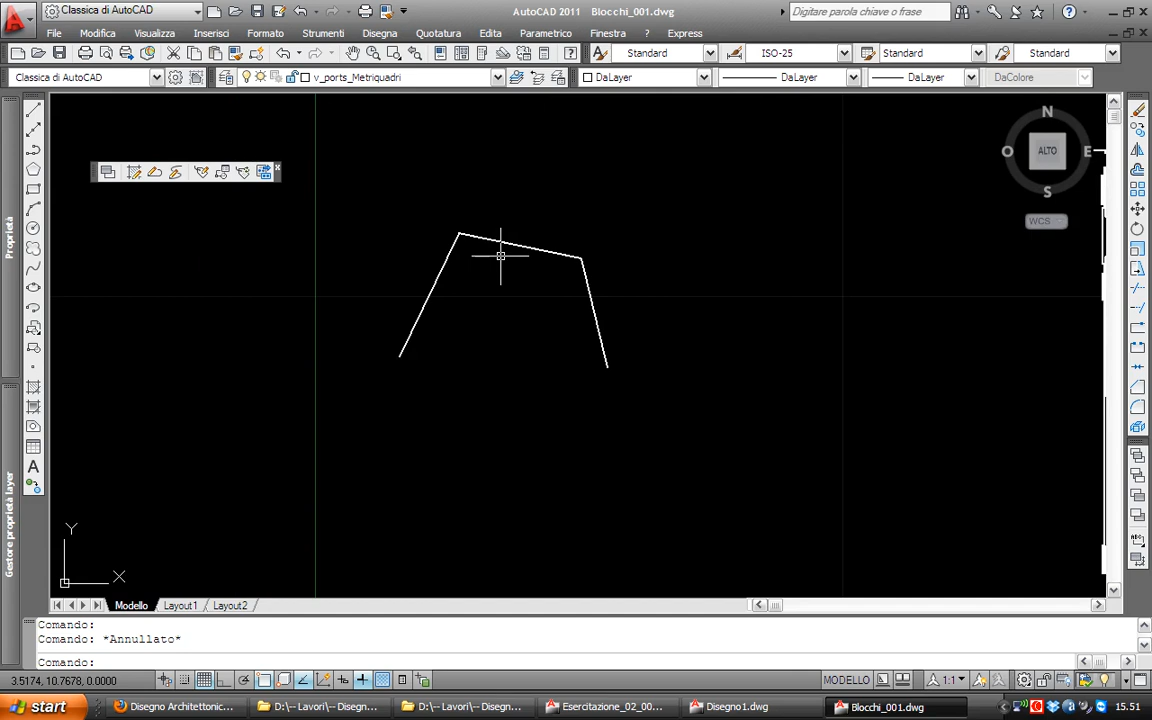 Classica di AutoCAD
AutoCAD 2011 Blocchi_001.dwg
Digitare parola chiave o frase
File Modifica Visualizza Inserisci Formato Strumenti Disegna Quotatura Edita Parametrico Finestra ? Express
Standard ISO-25 Standard Standard
Classica di AutoCAD v_ports_Metriquadri DaLayer DaLayer DaLayer DaColore
N
O ALTO E
S
WCS
Proprietà
Gestore proprietà layer
A
Y
X
Modello Layout1 Layout2
Comando:
Comando: *Annullato*
Comando:
3.5174, 10.7678, 0.0000 MODELLO 1:1
start Disegno Architettonic... D:\-- Lavori\-- Disegn... D:\-- Lavori\-- Disegn... Esercitazione_02_00... Disegno1.dwg Blocchi_001.dwg 15.51